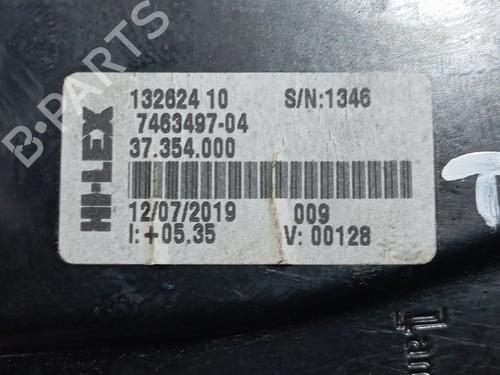 B-PARTS
132624 10 S/N:1346
7463497-04
37.354.000
HI-LEX
12/07/2019 009
I:+05.35 V: 00128